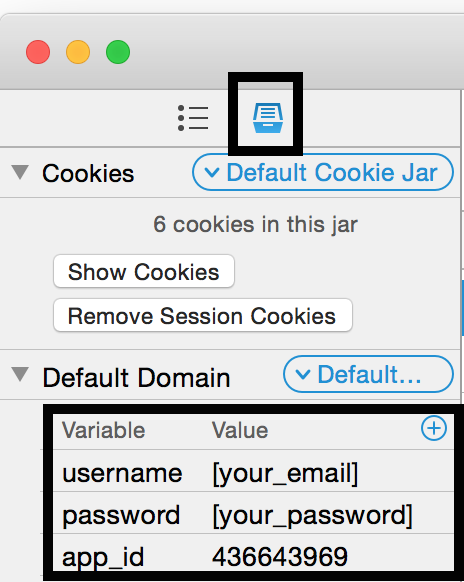 Cookies Default Cookie Jar
6 cookies in this jar
Show Cookies
Remove Session Cookies
Default Domain Default...
Variable Value
username [your_email]
password [your_password]
app_id 436643969